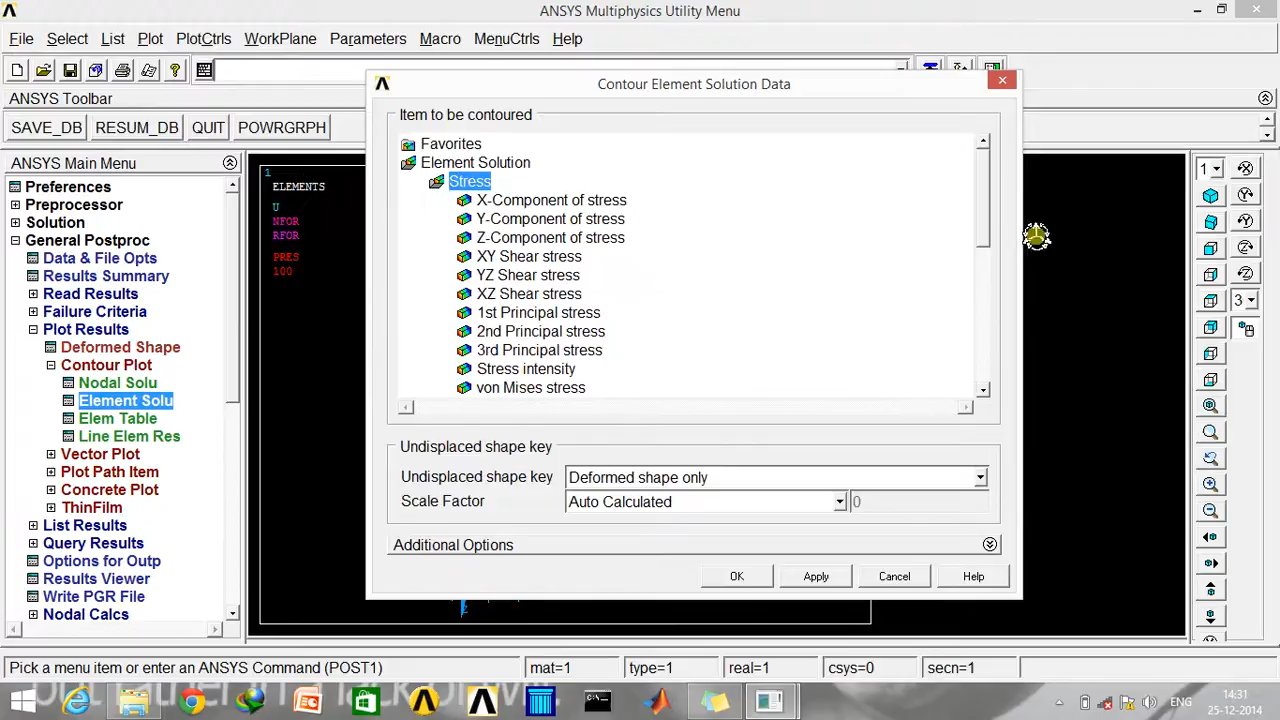 ANSYS Multiphysics Utility Menu
File Select List Plot PlotCtrls WorkPlane Parameters Macro MenuCtrls Help
ANSYS Toolbar
SAVE_DB RESUM_DB QUIT POWRGRPH
ANSYS Main Menu
Preferences
Preprocessor
Solution
General Postproc
Data & File Opts
Results Summary
Read Results
Failure Criteria
Plot Results
Deformed Shape
Contour Plot
Nodal Solu
Element Solu
Elem Table
Line Elem Res
Vector Plot
Plot Path Item
Concrete Plot
ThinFilm
List Results
Query Results
Options for Outp
Results Viewer
Write PGR File
Nodal Calcs
1
ELEMENTS
U
NFOR
RFOR
PRES
100
Contour Element Solution Data
Item to be contoured
Favorites
Element Solution
Stress
X-Component of stress
Y-Component of stress
Z-Component of stress
XY Shear stress
YZ Shear stress
XZ Shear stress
1st Principal stress
2nd Principal stress
3rd Principal stress
Stress intensity
von Mises stress
Undisplaced shape key
Undisplaced shape key Deformed shape only
Scale Factor Auto Calculated 0
Additional Options
OK Apply Cancel Help
1
3
Pick a menu item or enter an ANSYS Command (POST1) mat=1 type=1 real=1 csys=0 secn=1
ENG
14:31
25-12-2014